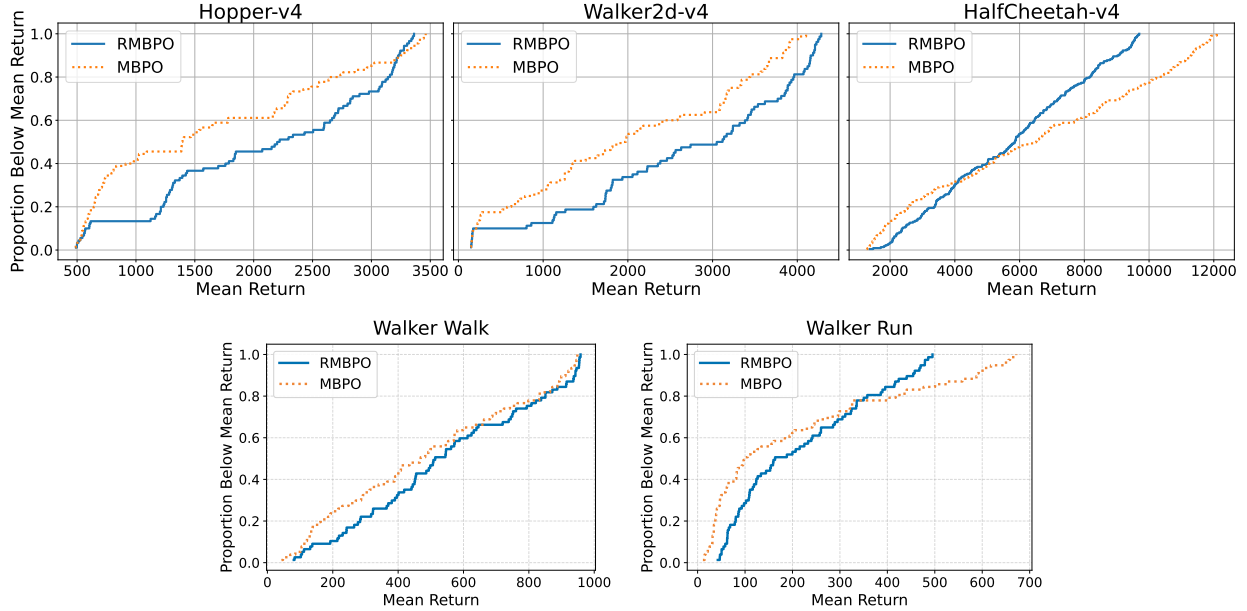 Hopper-v4
Proportion Below Mean Return
1.0
0.8
0.6
0.4
0.2
0.0
RMBPO
MBPO
500 1000 1500 2000 2500 3000 3500
Mean Return
Walker2d-v4
RMBPO
MBPO
0 1000 2000 3000 4000
Mean Return
HalfCheetah-v4
RMBPO
MBPO
2000 4000 6000 8000 10000 12000
Mean Return
Walker Walk
Proportion Below Mean Return
1.0
0.8
0.6
0.4
0.2
0.0
RMBPO
MBPO
0 200 400 600 800 1000
Mean Return
Walker Run
Proportion Below Mean Return
1.0
0.8
0.6
0.4
0.2
0.0
RMBPO
MBPO
0 100 200 300 400 500 600 700
Mean Return